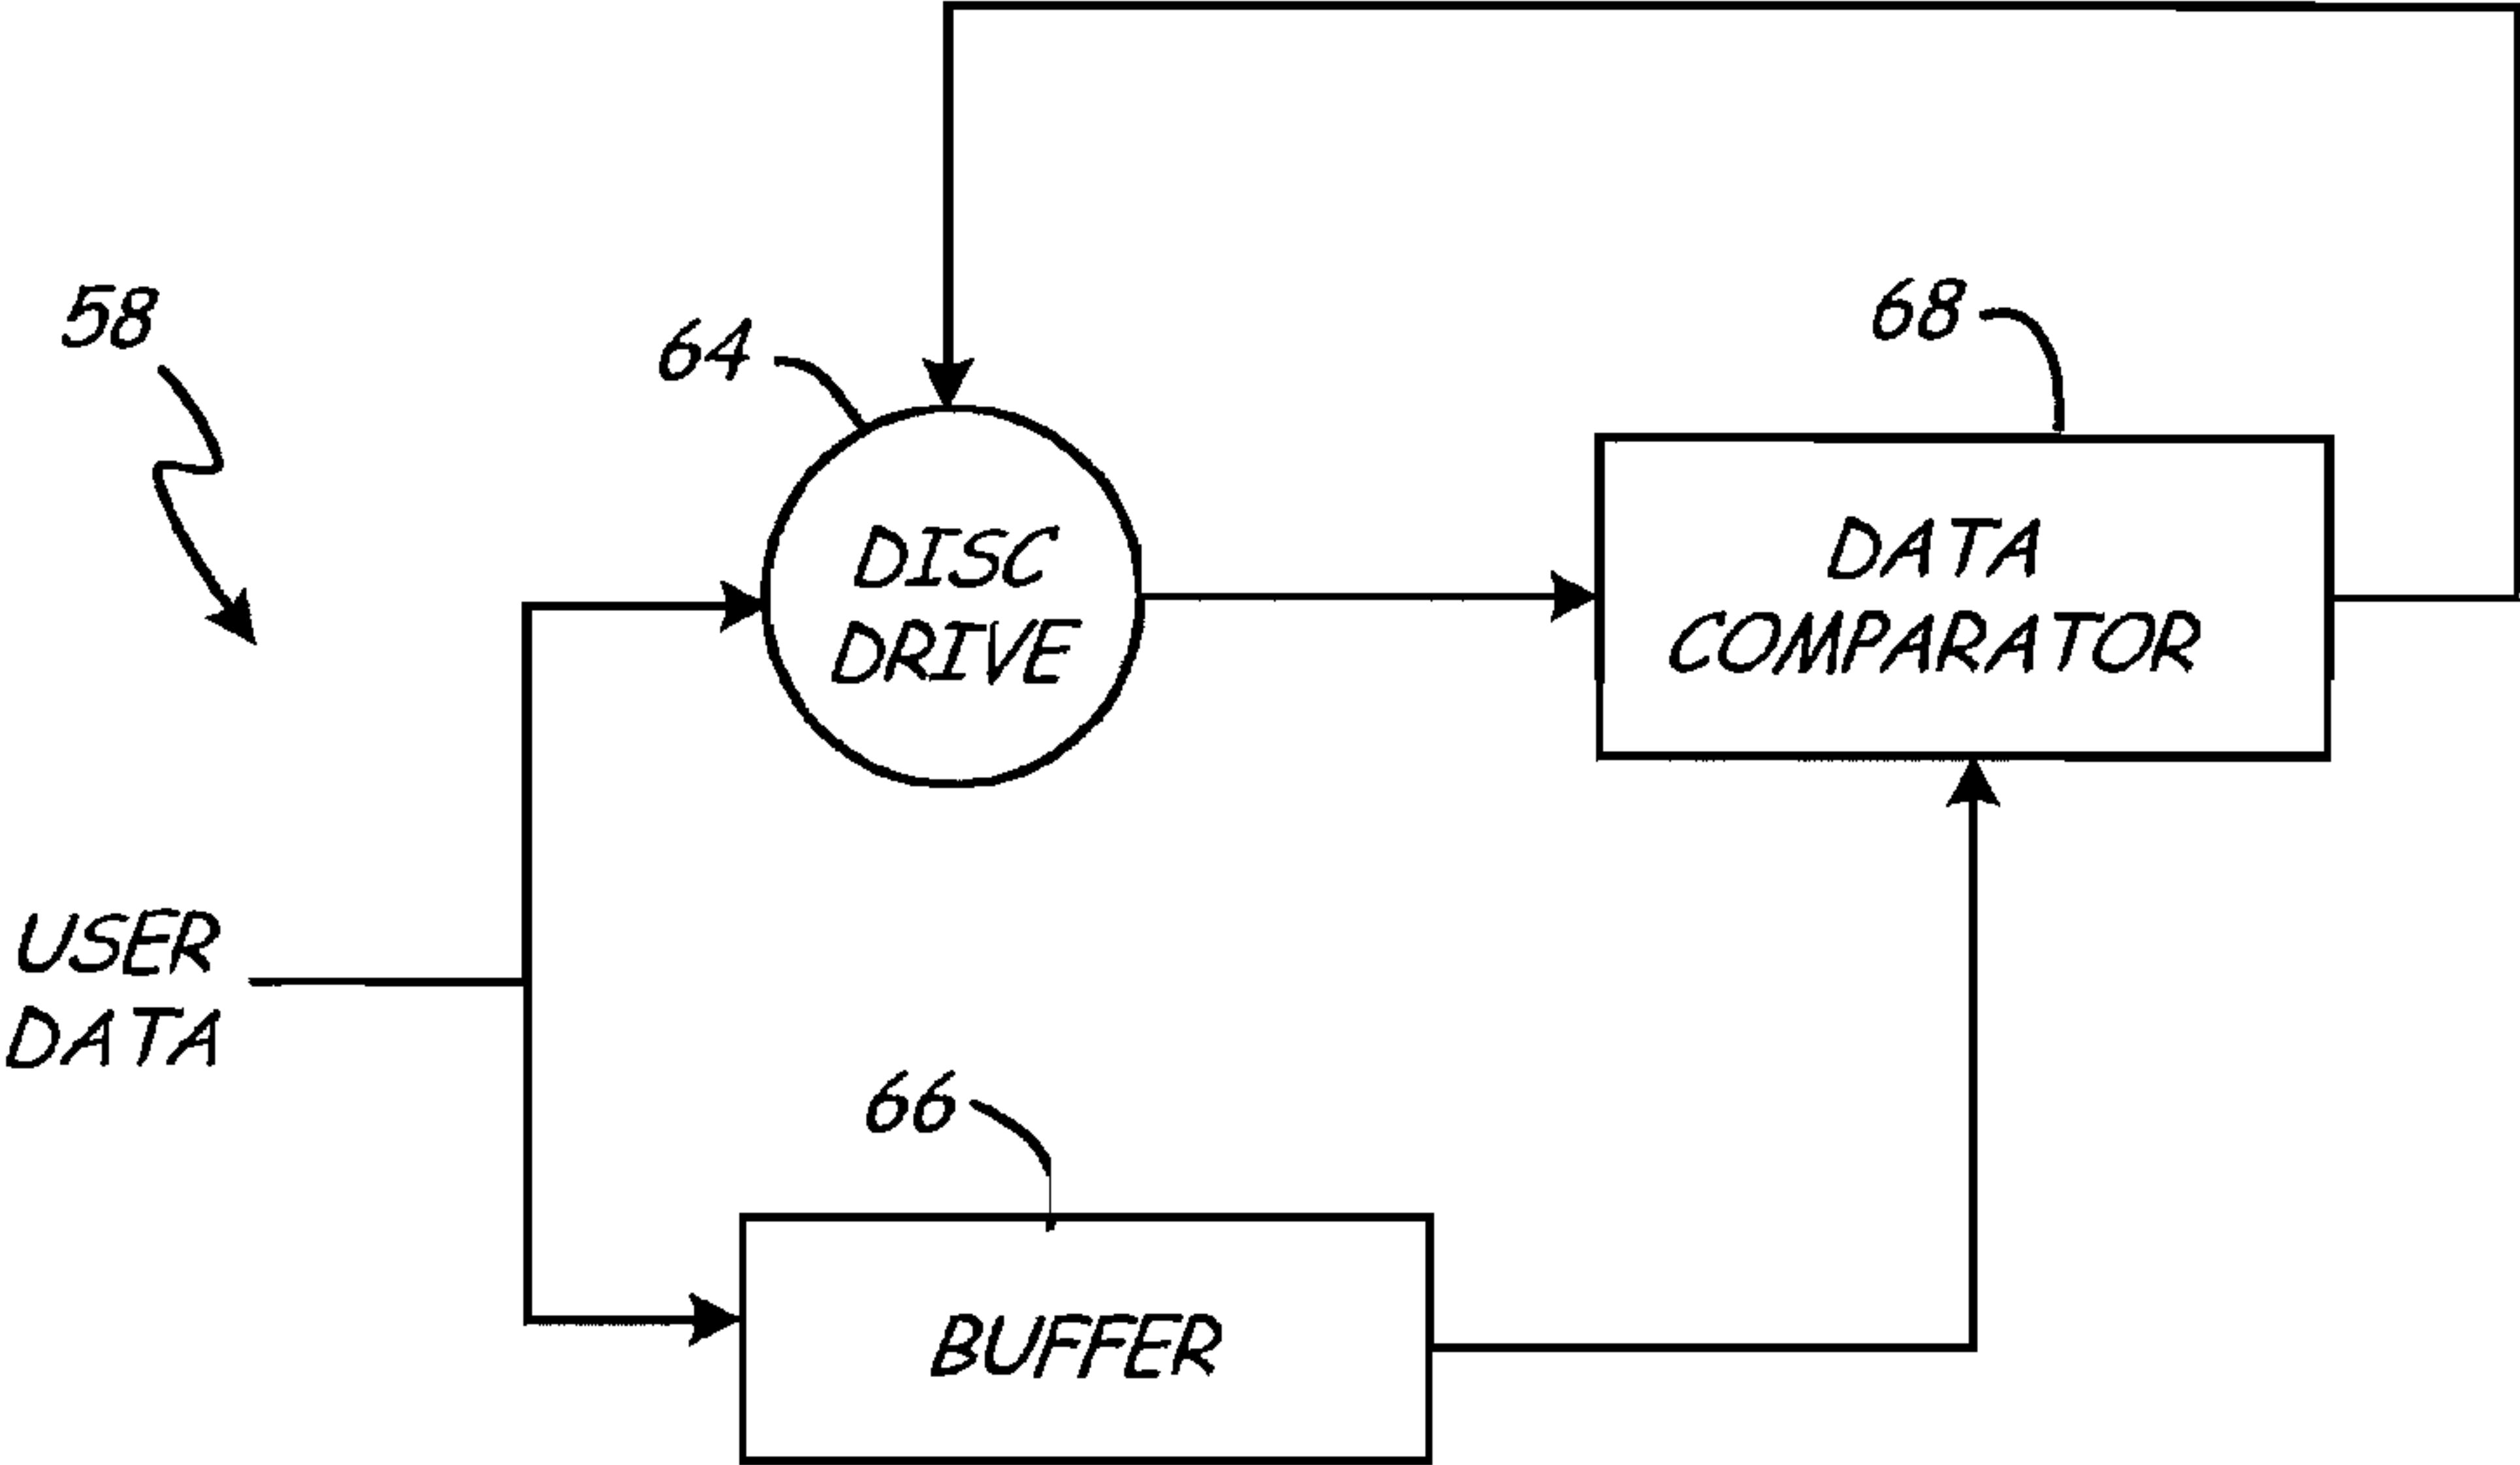 58
64
68
DISC
DRIVE
DATA
COMPARATOR
USER
DATA
66
BUFFER